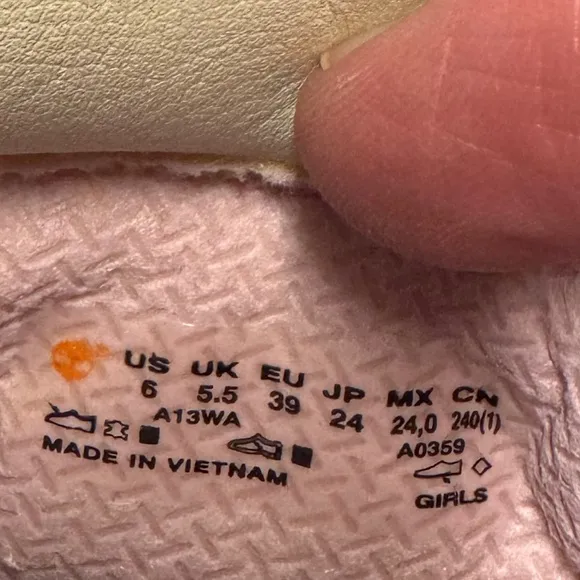 US UK EU JP MX CN
6 5.5 39 24 24,0 240(1)
A13WA A0359
MADE IN VIETNAM
GIRLS